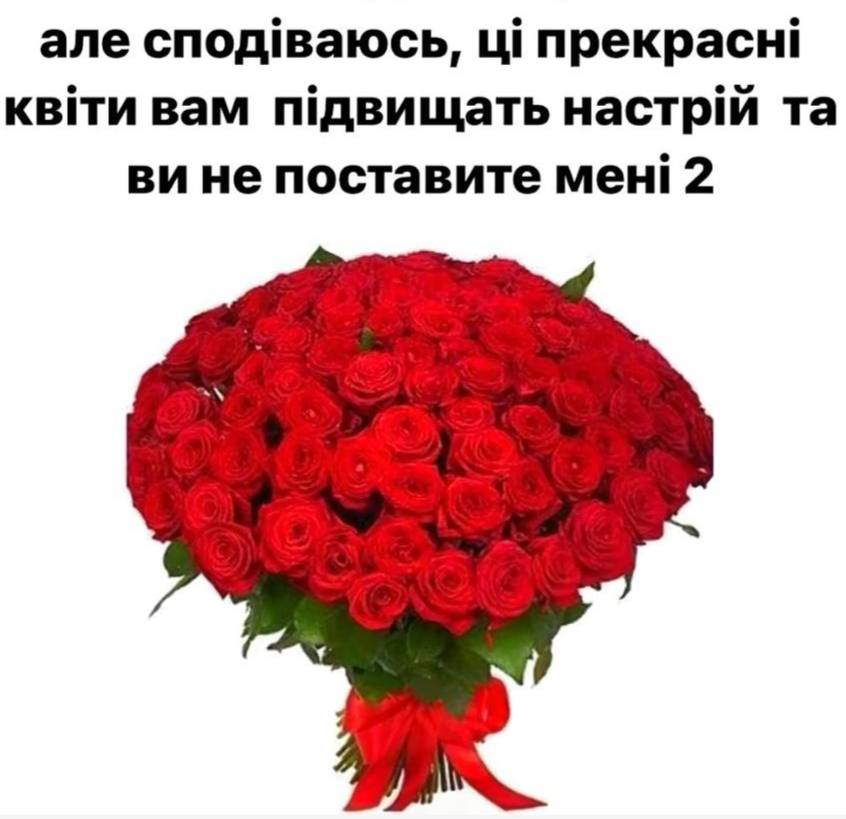 але сподіваюсь, ці прекрасні
квіти вам підвищать настрій та
ви не поставите мені 2